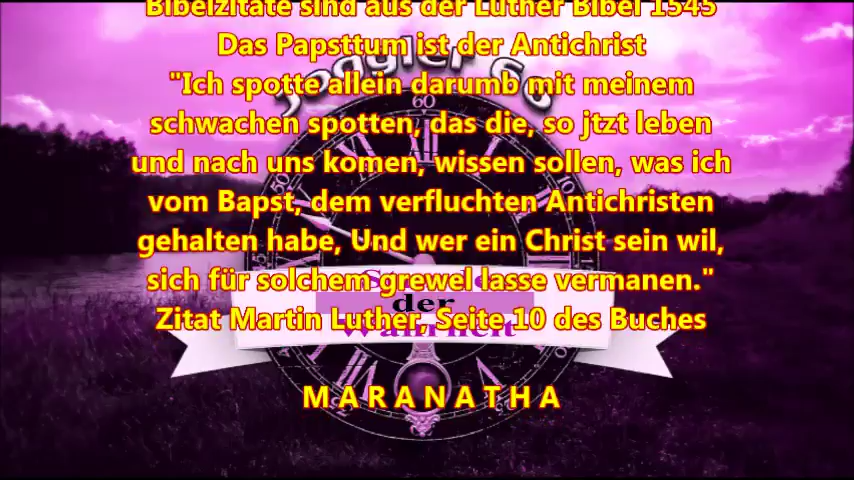 Bibelzitate sind aus der Luther Bibel 1545
Das Papsttum ist der Antichrist
"Ich spotte allein darumb mit meinem
schwachen spotten, das die, so jtzt leben
und nach uns komen, wissen sollen, was ich
vom Bapst, dem verfluchten Antichristen
gehalten habe, Und wer ein Christ sein wil,
sich für solchem grewel lasse vermanen."
Zitat Martin Luther, Seite 10 des Buches
M A R A N A T H A
60
der
Wahrheit